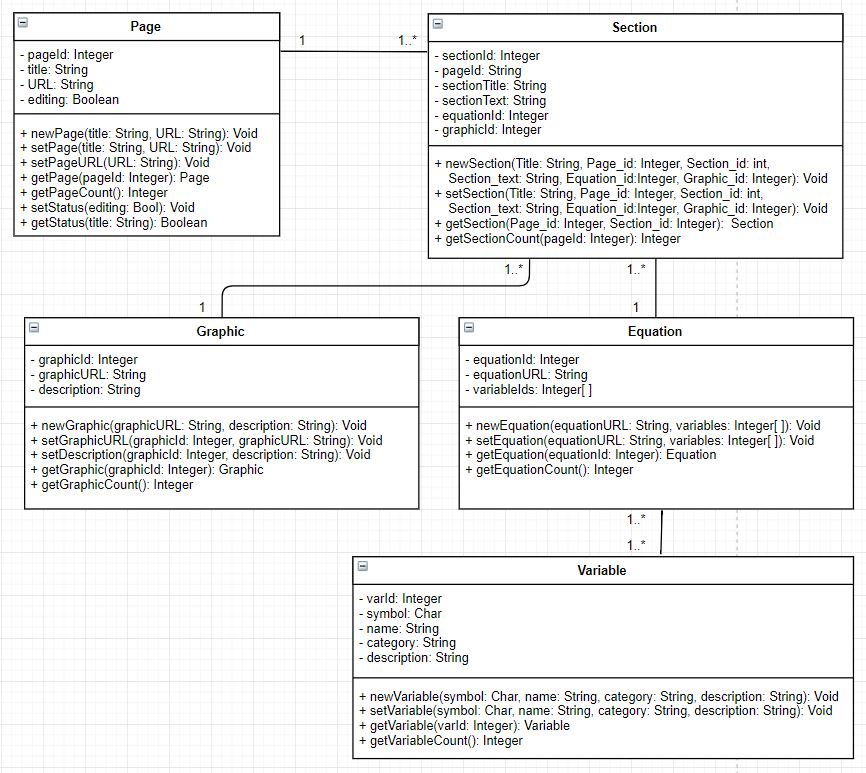 Page
- pageId: Integer
- title: String
- URL: String
- editing: Boolean
+ newPage(title: String, URL: String): Void
+ setPage(title: String, URL: String): Void
+ setPageURL(URL: String): Void
+ getPage(pageId: Integer): Page
+ getPageCount(): Integer
+ setStatus(editing: Bool): Void
+ getStatus(title: String): Boolean
1
1..*
Section
- sectionId: Integer
- pageId: String
- sectionTitle: String
- sectionText: String
- equationId: Integer
- graphicId: Integer
+ newSection(Title: String, Page_id: Integer, Section_id: int,
Section_text: String, Equation_id:Integer, Graphic_id: Integer): Void
+ setSection(Title: String, Page_id: Integer, Section_id: int,
Section_text: String, Equation_id:Integer, Graphic_id: Integer): Void
+ getSection(Page_id: Integer, Section_id: Integer): Section
+ getSectionCount(pageId: Integer): Integer
1..*
1..*
1
1
Graphic
- graphicId: Integer
- graphicURL: String
- description: String
+ newGraphic(graphicURL: String, description: String): Void
+ setGraphicURL(graphicId: Integer, graphicURL: String): Void
+ setDescription(graphicId: Integer, description: String): Void
+ getGraphic(graphicId: Integer): Graphic
+ getGraphicCount(): Integer
Equation
- equationId: Integer
- equationURL: String
- variableIds: Integer[ ]
+ newEquation(equationURL: String, variables: Integer[ ]): Void
+ setEquation(equationURL: String, variables: Integer[ ]): Void
+ getEquation(equationId: Integer): Equation
+ getEquationCount(): Integer
1..*
1..*
Variable
- varId: Integer
- symbol: Char
- name: String
- category: String
- description: String
+ newVariable(symbol: Char, name: String, category: String, description: String): Void
+ setVariable(symbol: Char, name: String, category: String, description: String): Void
+ getVariable(varId: Integer): Variable
+ getVariableCount(): Integer